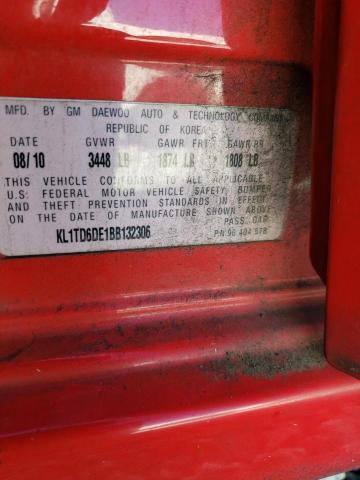 MFD. BY GM DAEWOO AUTO & TECHNOLOGY COMPANY
REPUBLIC OF KOREA
DATE GVWR GAWR FRT GAWR RR
08/10 3448 LB 1874 LB 1808 LB
THIS VEHICLE CONFORMS TO ALL APPLICABLE
U.S. FEDERAL MOTOR VEHICLE SAFETY, BUMPER
AND THEFT PREVENTION STANDARDS IN EFFECT
ON THE DATE OF MANUFACTURE SHOWN ABOVE
KL1TD6DE1BB132306 P/N 96 404 578